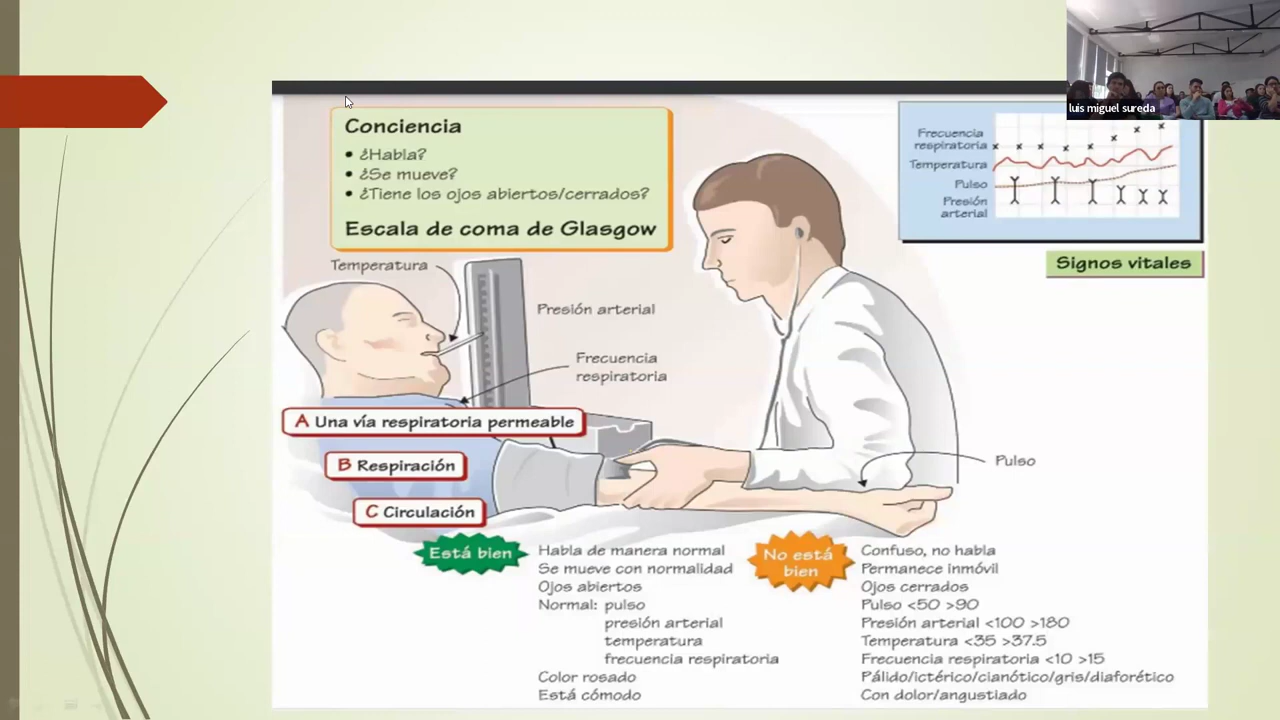 luis miguel sureda
Conciencia
• ¿Habla?
• ¿Se mueve?
• ¿Tiene los ojos abiertos/cerrados?
Escala de coma de Glasgow
Frecuencia
respiratoria
Temperatura
Pulso
Presión
arterial
Signos vitales
Temperatura
Presión arterial
Frecuencia
respiratoria
A Una vía respiratoria permeable
B Respiración
C Circulación
Pulso
Está bien
Habla de manera normal
Se mueve con normalidad
Ojos abiertos
Normal: pulso
presión arterial
temperatura
frecuencia respiratoria
Color rosado
Está cómodo
No está
bien
Confuso, no habla
Permanece inmóvil
Ojos cerrados
Pulso <50 >90
Presión arterial <100 >180
Temperatura <35 >37.5
Frecuencia respiratoria <10 >15
Pálido/ictérico/cianótico/gris/diaforético
Con dolor/angustiado